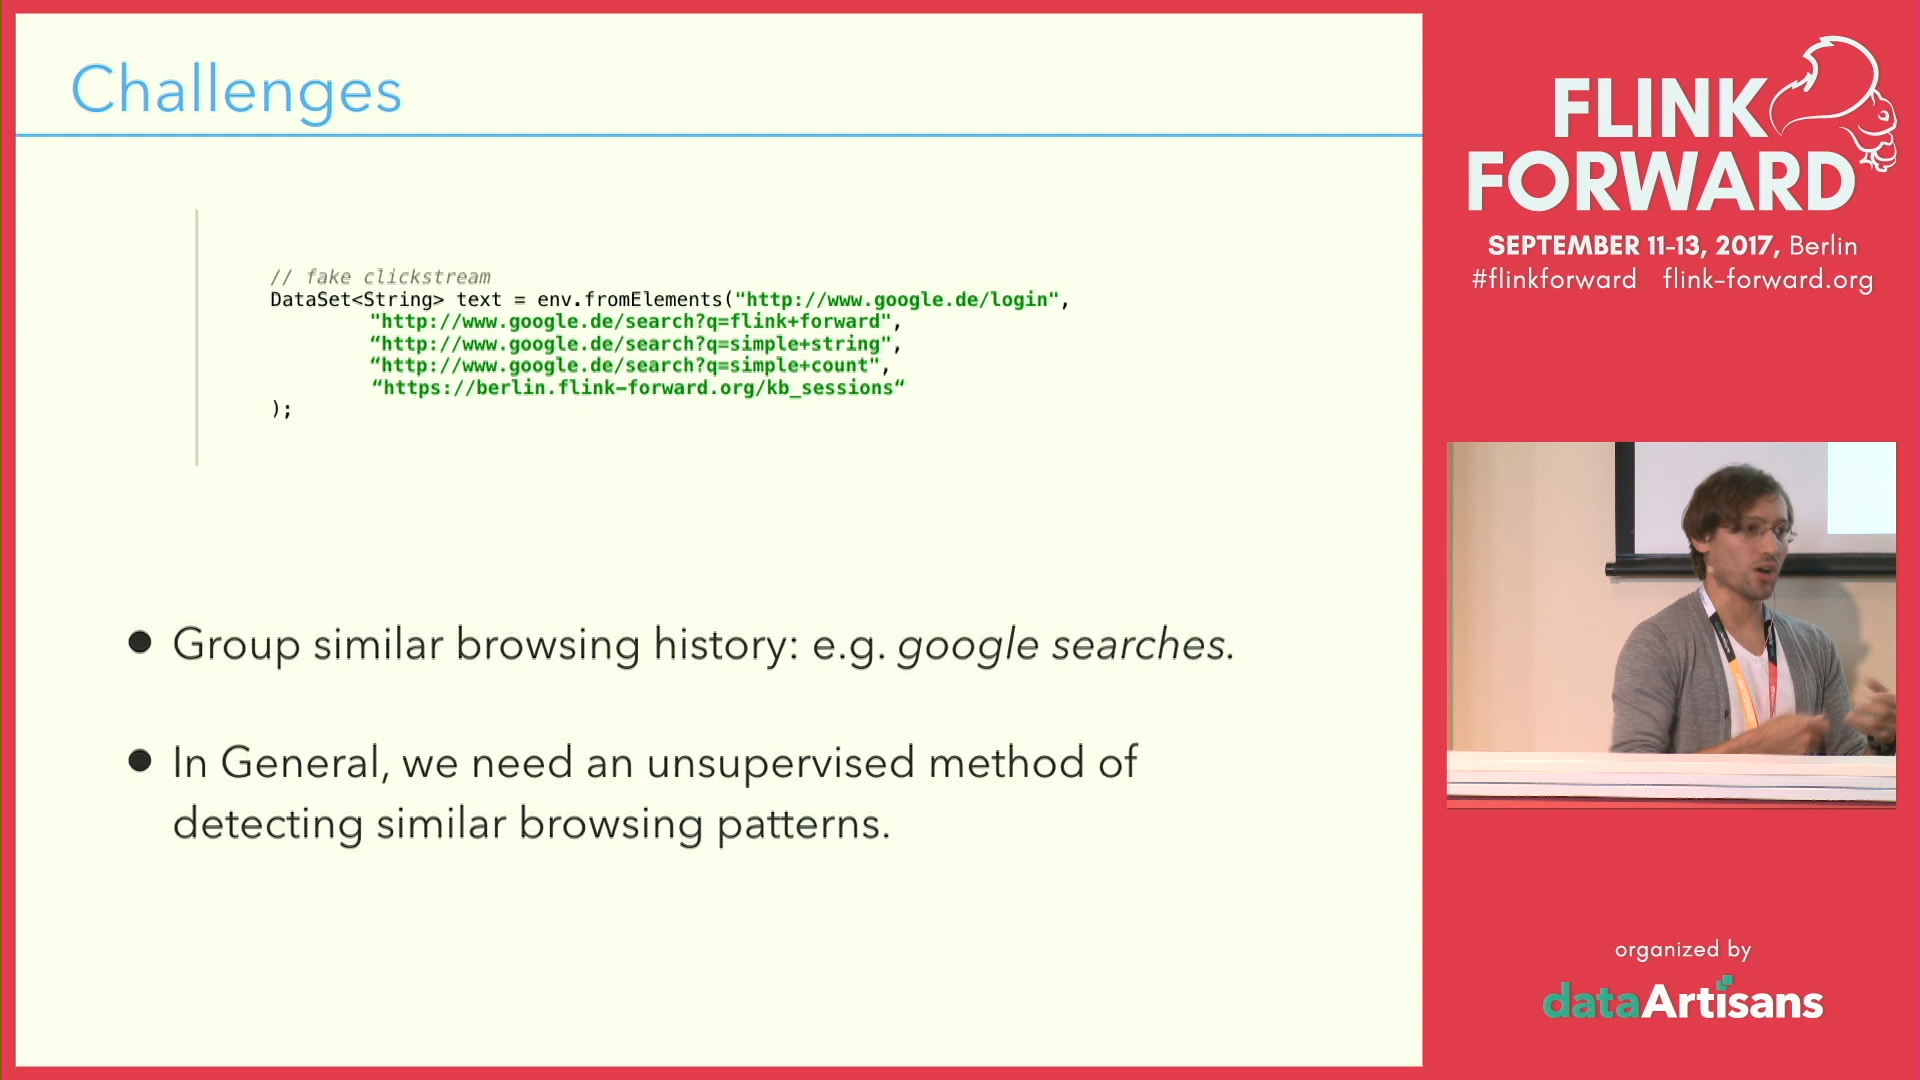 Challenges
// fake clickstream
DataSet<String> text = env.fromElements("http://www.google.de/login",
"http://www.google.de/search?q=flink+forward",
“http://www.google.de/search?q=simple+string",
“http://www.google.de/search?q=simple+count",
“https://berlin.flink-forward.org/kb_sessions“
);
● Group similar browsing history: e.g. google searches.
● In General, we need an unsupervised method of
detecting similar browsing patterns.
FLINK
FORWARD
SEPTEMBER 11-13, 2017, Berlin
#flinkforward flink-forward.org
organized by
dataArtisans